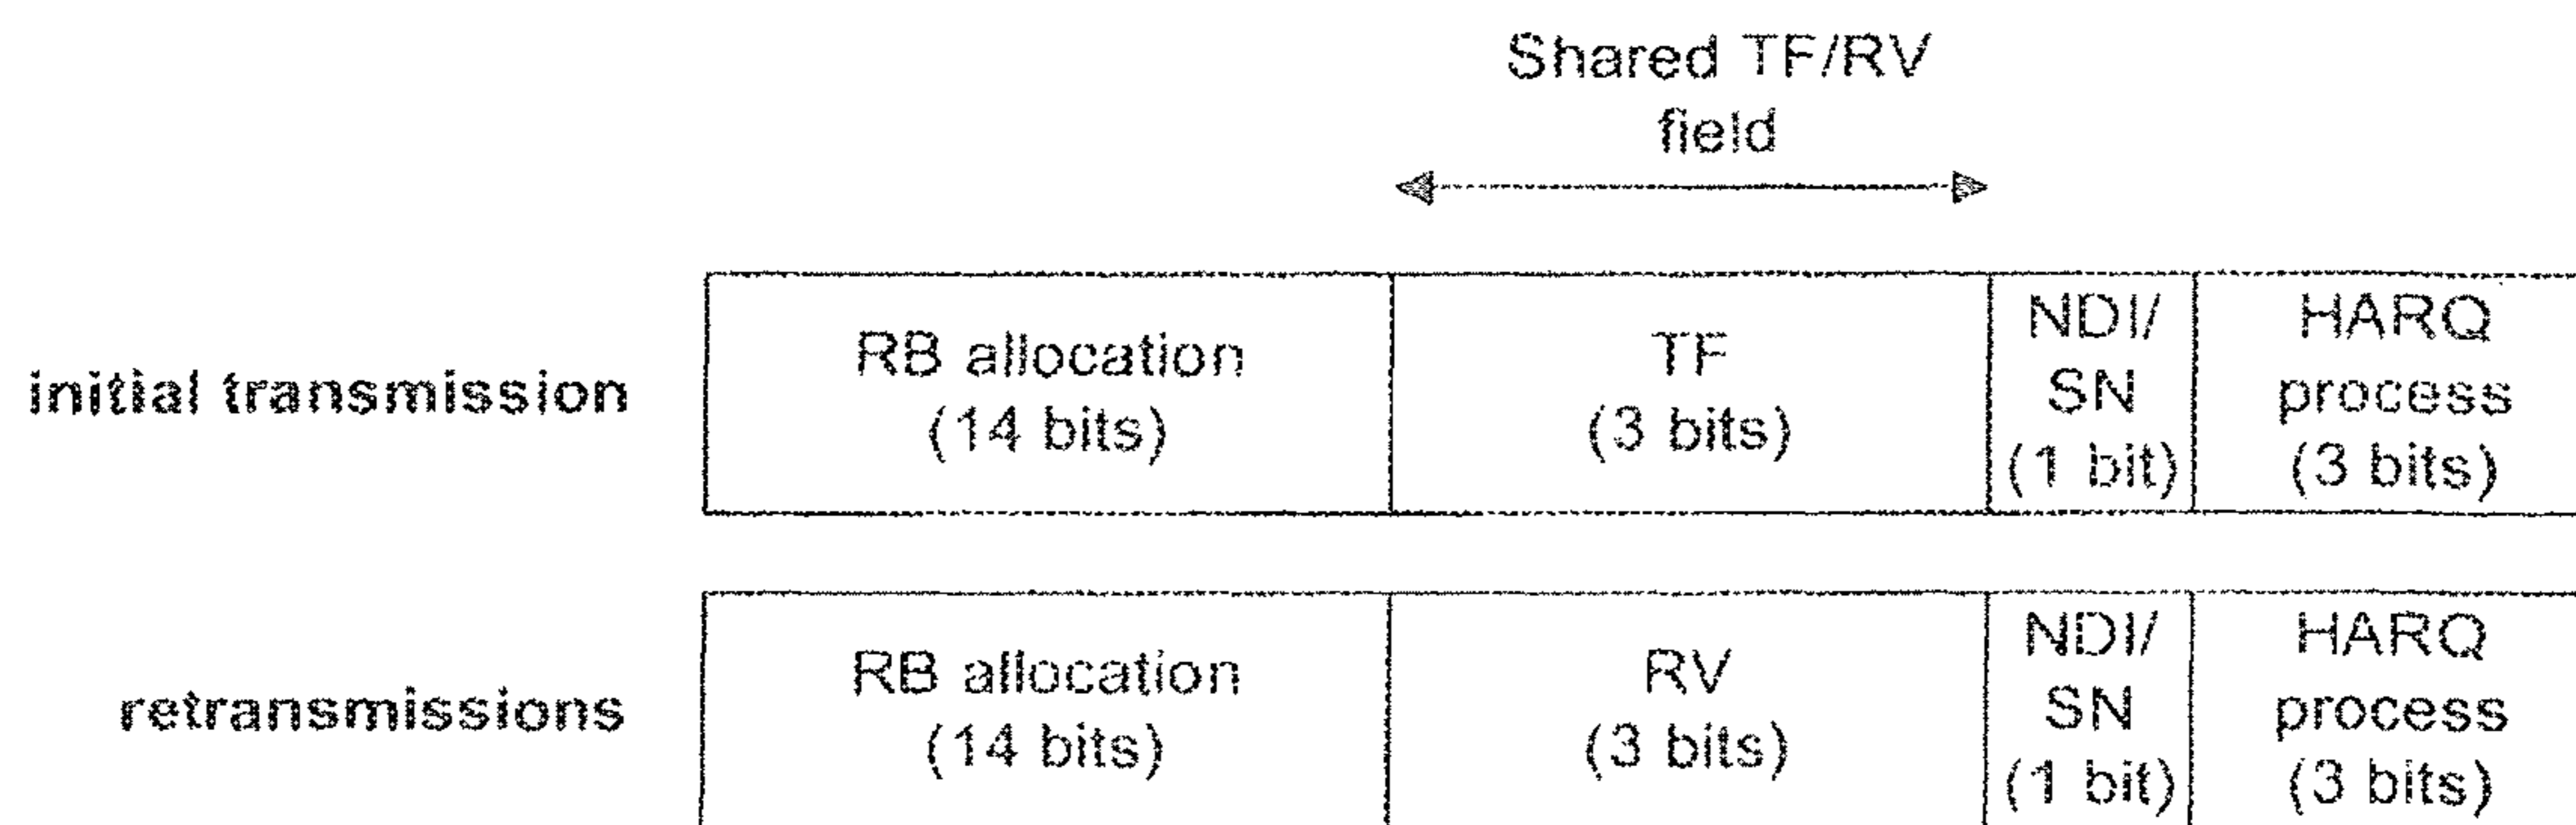 Shared TF/RV
field
initial transmission
RB allocation
(14 bits)
TF
(3 bits)
NDI/
SN
(1 bit)
HARQ
process
(3 bits)
retransmissions
RB allocation
(14 bits)
RV
(3 bits)
NDI/
SN
(1 bit)
HARQ
process
(3 bits)